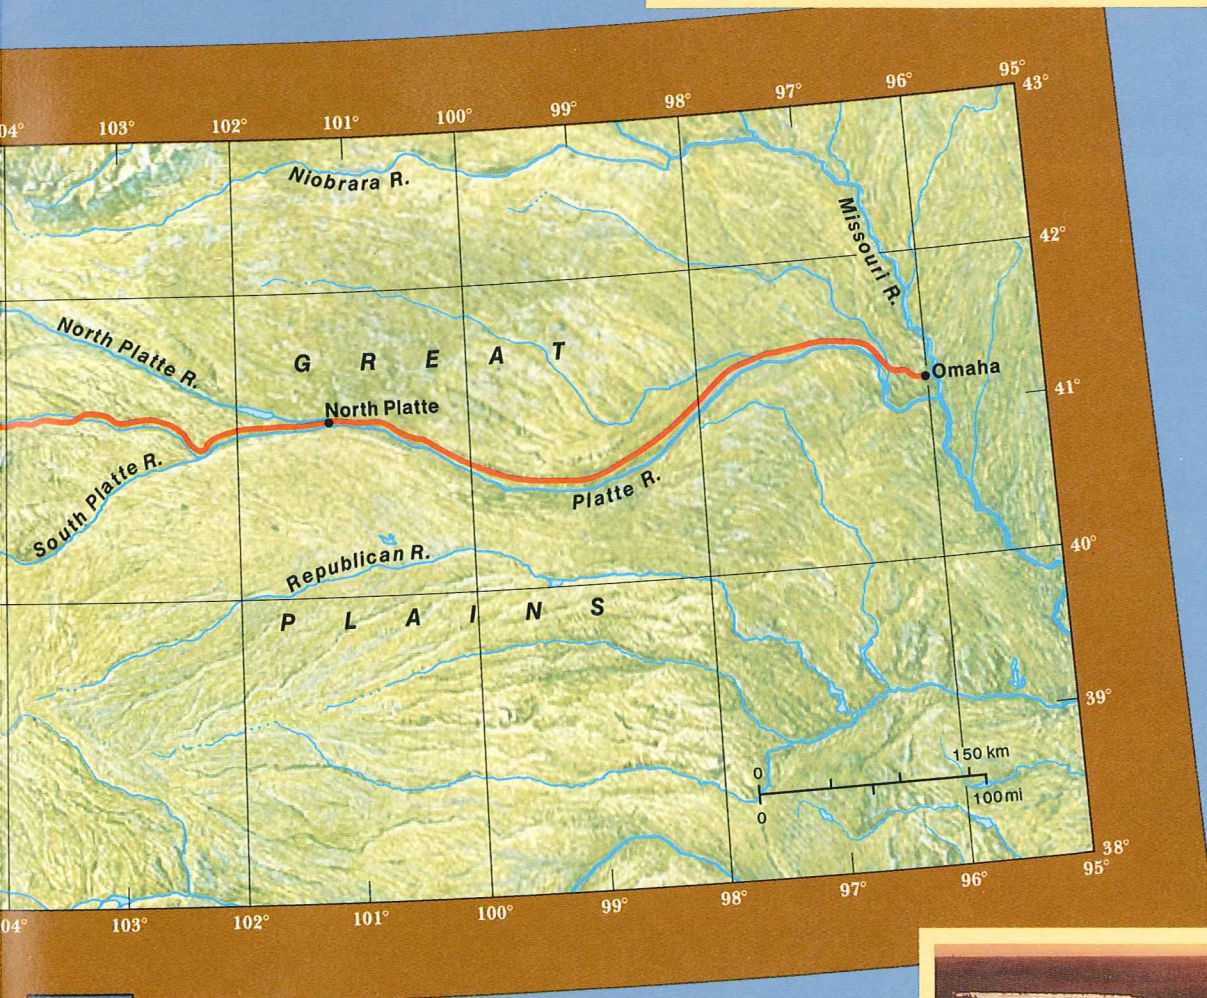 95°
43°
96°
97°
98°
99°
100°
101°
102°
103°
04°
Niobrara R.
Missouri R.
42°
North Platte R.
G R E A T
Omaha
41°
North Platte
South Platte R.
Platte R.
40°
Republican R.
P L A I N S
39°
150 km
0
100 mi
0
38°
95°
96°
97°
98°
99°
100°
101°
102°
103°
04°